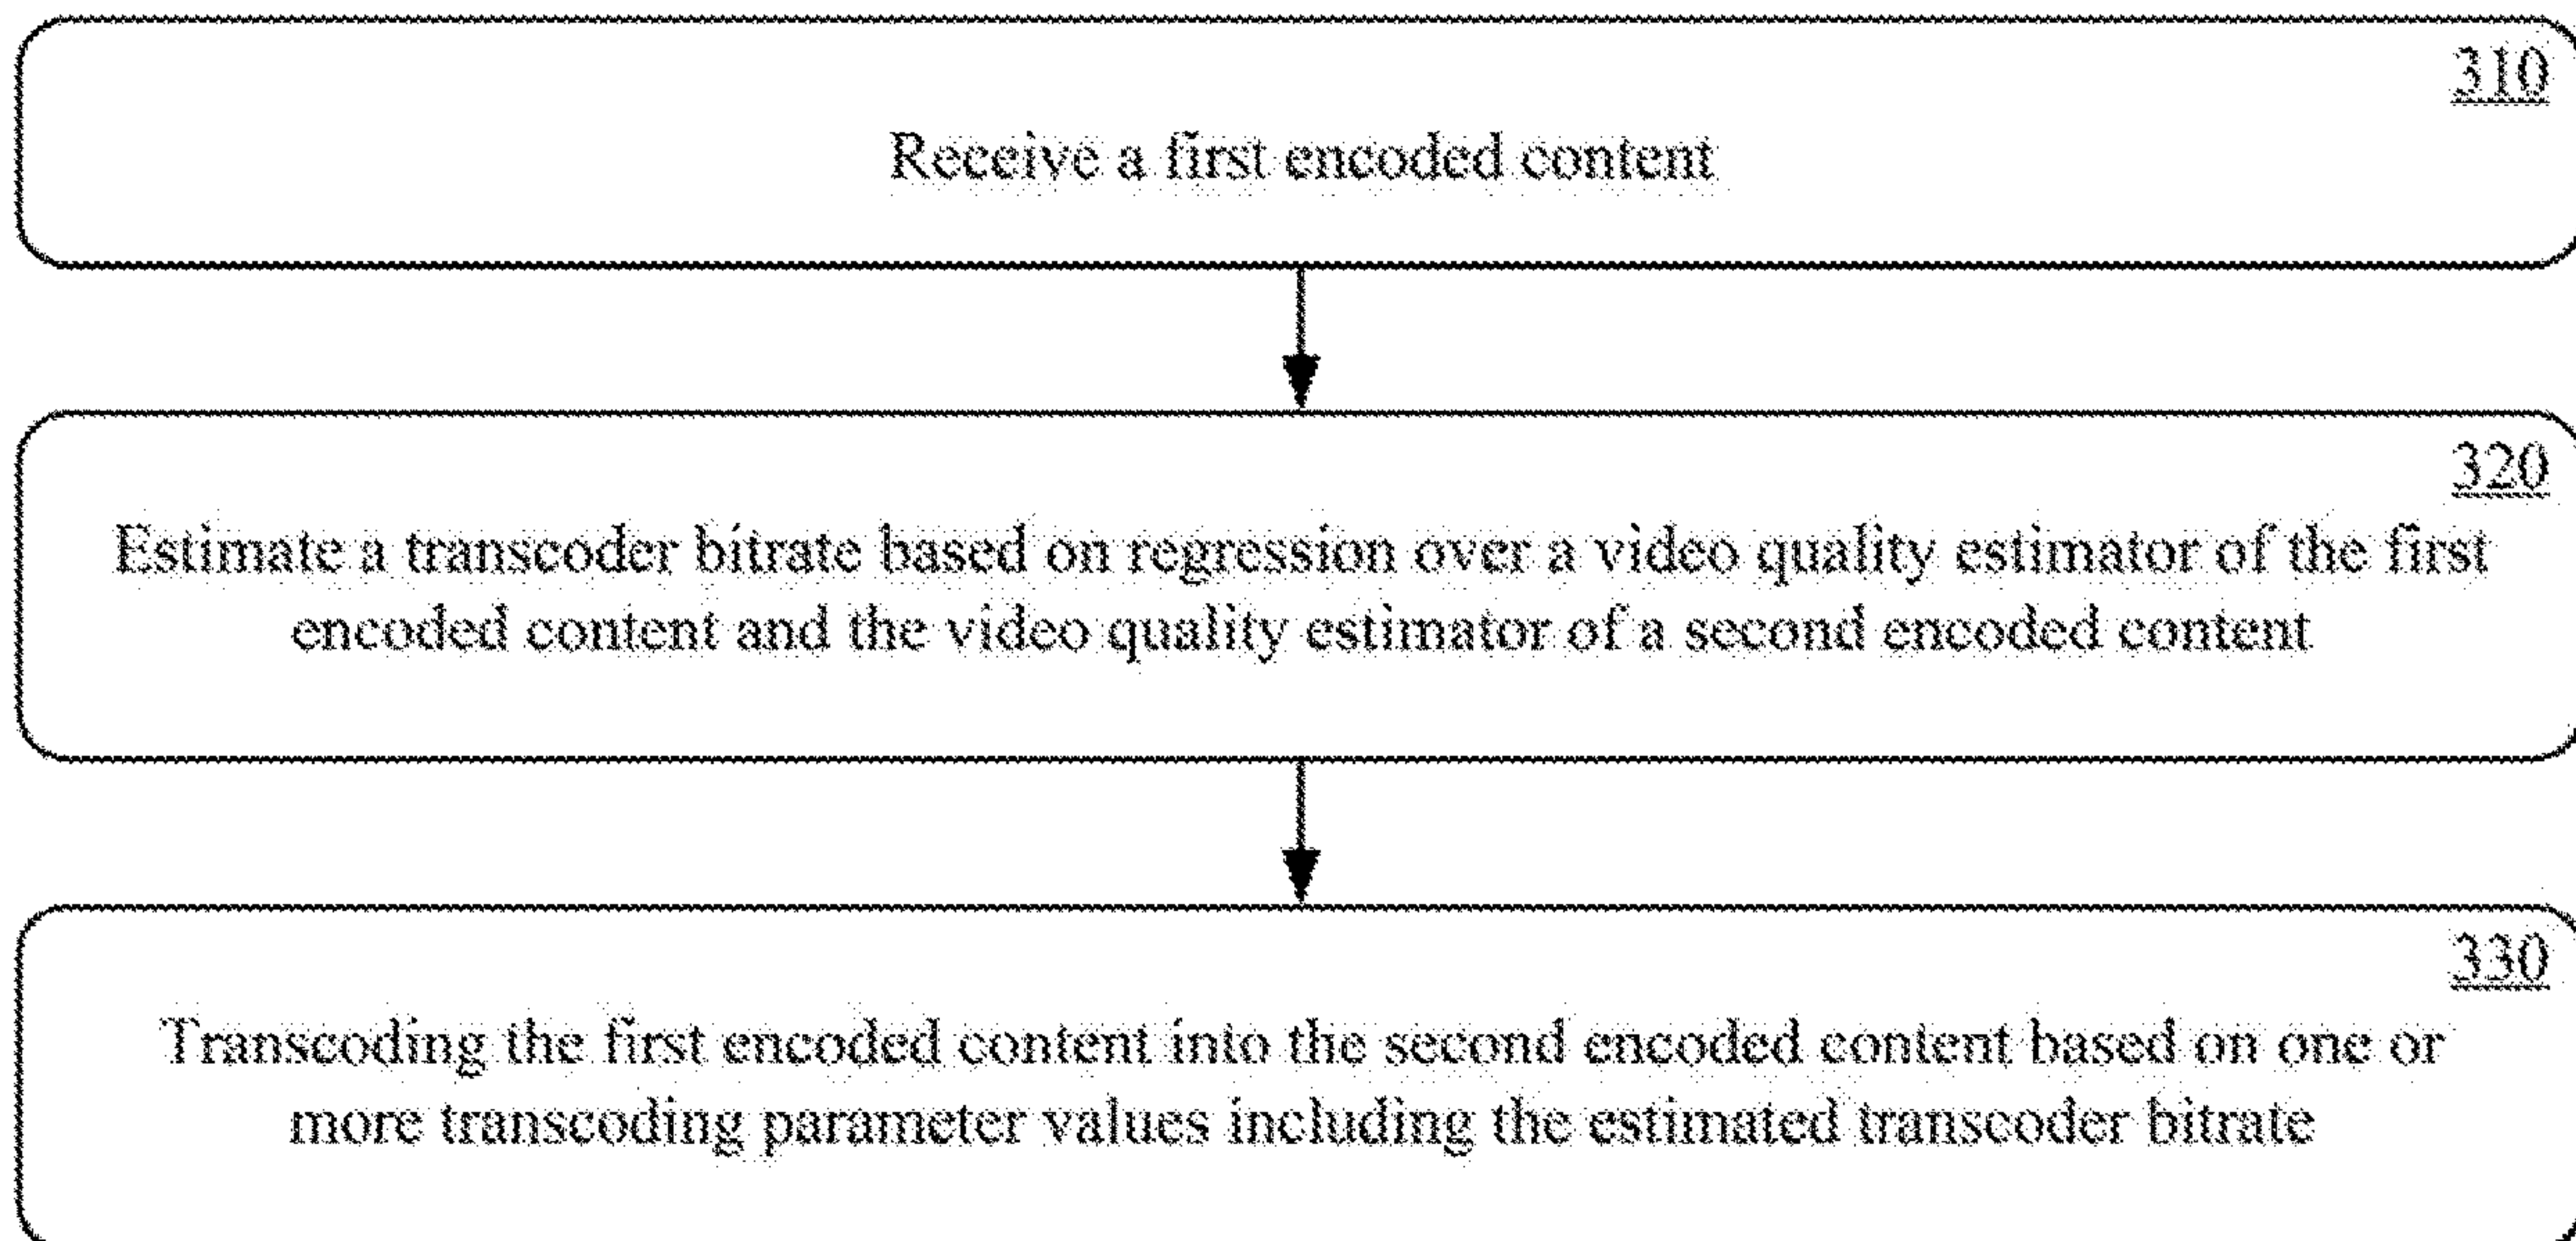 310
Receive a first encoded content
320
Estimate a transcoder bitrate based on regression over a video quality estimator of the first
encoded content and the video quality estimator of a second encoded content
330
Transcoding the first encoded content into the second encoded content based on one or
more transcoding parameter values including the estimated transcoder bitrate